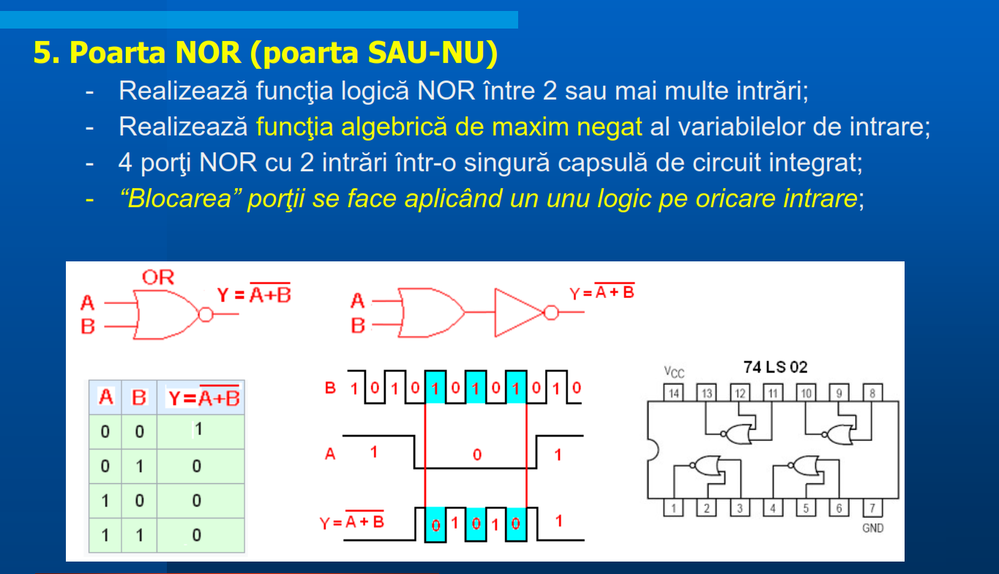 5. Poarta NOR (poarta SAU-NU)
- Realizează funcţia logică NOR între 2 sau mai multe intrări;
- Realizează funcţia algebrică de maxim negat al variabilelor de intrare;
- 4 porţi NOR cu 2 intrări într-o singură capsulă de circuit integrat;
- “Blocarea” porţii se face aplicând un unu logic pe oricare intrare;
OR
A
B
Y = A+B
A
B
Y = A + B
A B Y=A+B
0 0 1
0 1 0
1 0 0
1 1 0
B 1 0 1 0 1 0 1 0 1 0 1 0
A 1 0 1
Y = A + B 0 1 0 1 0 1
74 LS 02
VCC
14 13 12 11 10 9 8
1 2 3 4 5 6 7
GND